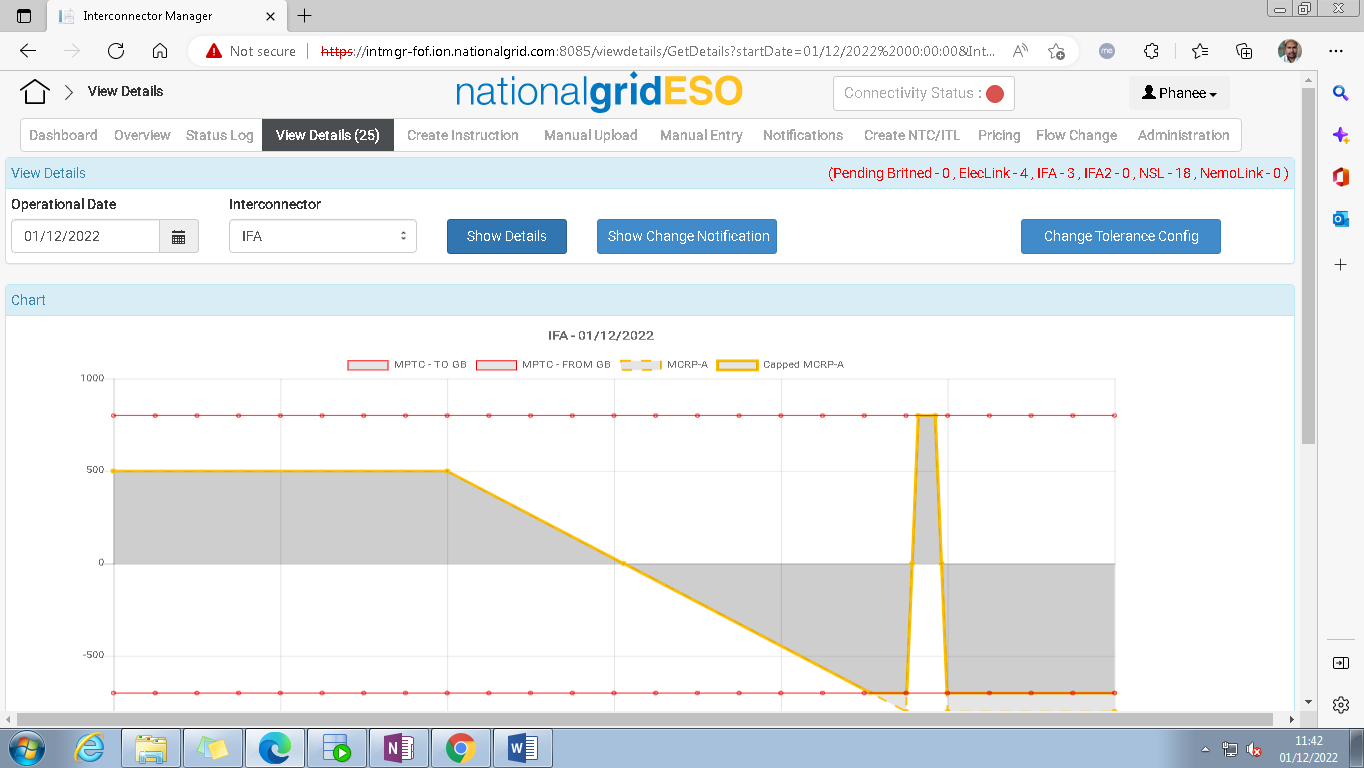 Interconnector Manager
Not secure https://intmgr-fof.ion.nationalgrid.com:8085/viewdetails/GetDetails?startDate=01/12/2022%2000:00:00&Int...
View Details
nationalgridESO
Connectivity Status :
Phanee
Dashboard Overview Status Log View Details (25) Create Instruction Manual Upload Manual Entry Notifications Create NTC/ITL Pricing Flow Change Administration
View Details (Pending Britned - 0 , ElecLink - 4 , IFA - 3 , IFA2 - 0 , NSL - 18 , NemoLink - 0 )
Operational Date Interconnector
01/12/2022 IFA Show Details Show Change Notification Change Tolerance Config
Chart
IFA - 01/12/2022
MPTC - TO GB MPTC - FROM GB MCRP-A Capped MCRP-A
1000
500
0
-500
11:42
01/12/2022